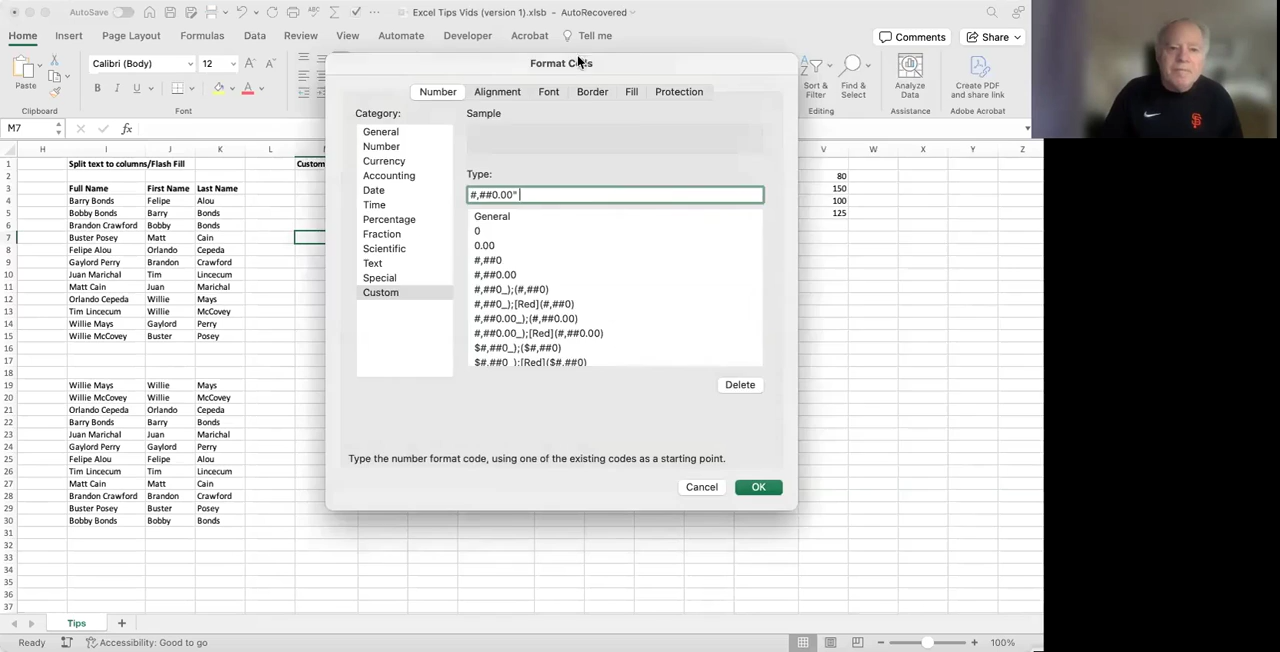 AutoSave
Excel Tips Vids (version 1).xlsb - AutoRecovered
Home Insert Page Layout Formulas Data Review View Automate Developer Acrobat Tell me
Comments Share
Paste
Calibri (Body) 12
B I U
Sort & Filter
Find & Select
Analyze Data
Create PDF and share link
Clipboard Font Editing Assistance Adobe Acrobat
M7 fx
H I J K L V W X Y Z
1 Split text to columns/Flash Fill Custom
2 80
3 Full Name First Name Last Name 150
4 Barry Bonds Felipe Alou 100
5 Bobby Bonds Barry Bonds 125
6 Brandon Crawford Bobby Bonds
7 Buster Posey Matt Cain
8 Felipe Alou Orlando Cepeda
9 Gaylord Perry Brandon Crawford
10 Juan Marichal Tim Lincecum
11 Matt Cain Juan Marichal
12 Orlando Cepeda Willie Mays
13 Tim Lincecum Willie McCovey
14 Willie Mays Gaylord Perry
15 Willie McCovey Buster Posey
16
17
18
19 Willie Mays Willie Mays
20 Willie McCovey Willie McCovey
21 Orlando Cepeda Orlando Cepeda
22 Barry Bonds Barry Bonds
23 Juan Marichal Juan Marichal
24 Gaylord Perry Gaylord Perry
25 Felipe Alou Felipe Alou
26 Tim Lincecum Tim Lincecum
27 Matt Cain Matt Cain
28 Brandon Crawford Brandon Crawford
29 Buster Posey Buster Posey
30 Bobby Bonds Bobby Bonds
31
32
33
34
35
36
37
Format Cells
Number Alignment Font Border Fill Protection
Category:
General
Number
Currency
Accounting
Date
Time
Percentage
Fraction
Scientific
Text
Special
Custom
Sample
Type:
#,##0.00"
General
0
0.00
#,##0
#,##0.00
#,##0_);(#,##0)
#,##0_);[Red](#,##0)
#,##0.00_);(#,##0.00)
#,##0.00_);[Red](#,##0.00)
$#,##0_);($#,##0)
$#,##0_);[Red]($#,##0)
Delete
Type the number format code, using one of the existing codes as a starting point.
Cancel OK
Tips
Ready Accessibility: Good to go 100%